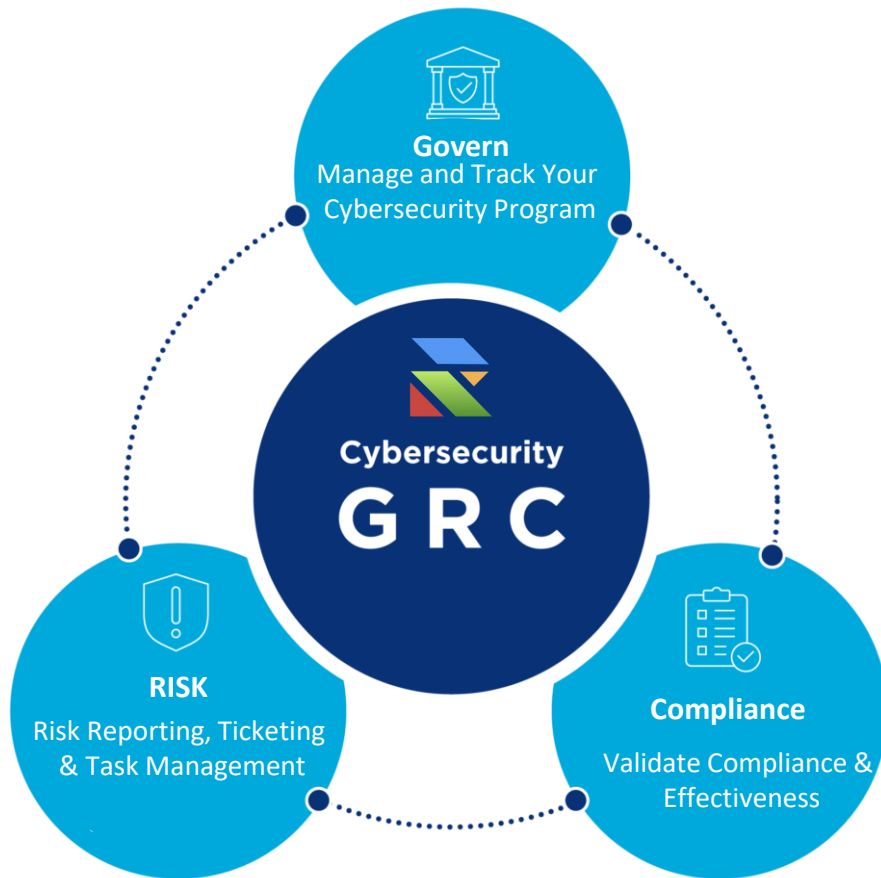 Govern
Manage and Track Your
Cybersecurity Program
Cybersecurity
GRC
RISK
Risk Reporting, Ticketing
& Task Management
Compliance
Validate Compliance &
Effectiveness